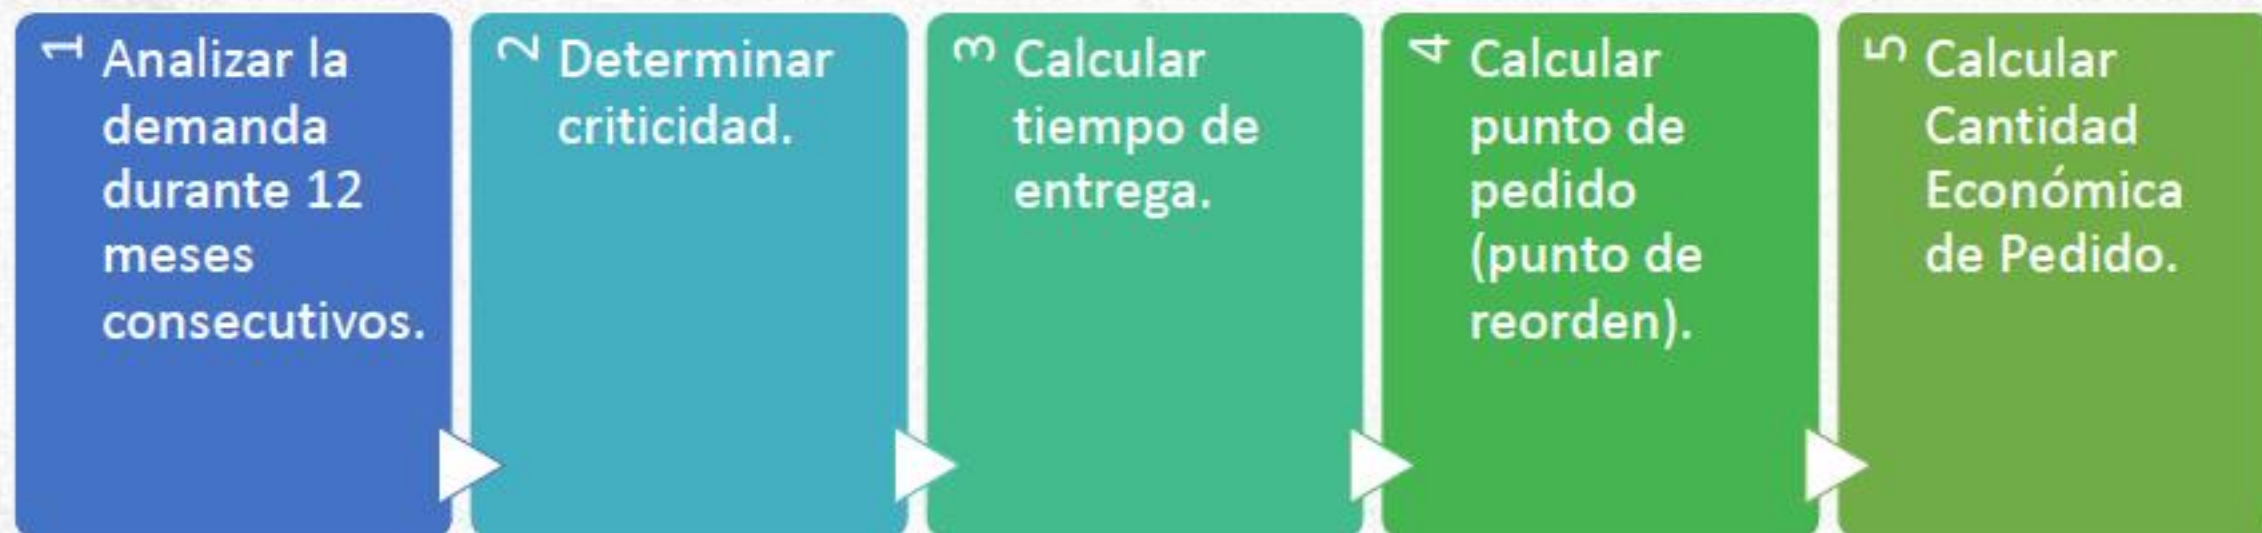 1
Analizar la
demanda
durante 12
meses
consecutivos.
2
Determinar
criticidad.
3
Calcular
tiempo de
entrega.
4
Calcular
punto de
pedido
(punto de
reorden).
5
Calcular
Cantidad
Económica
de Pedido.